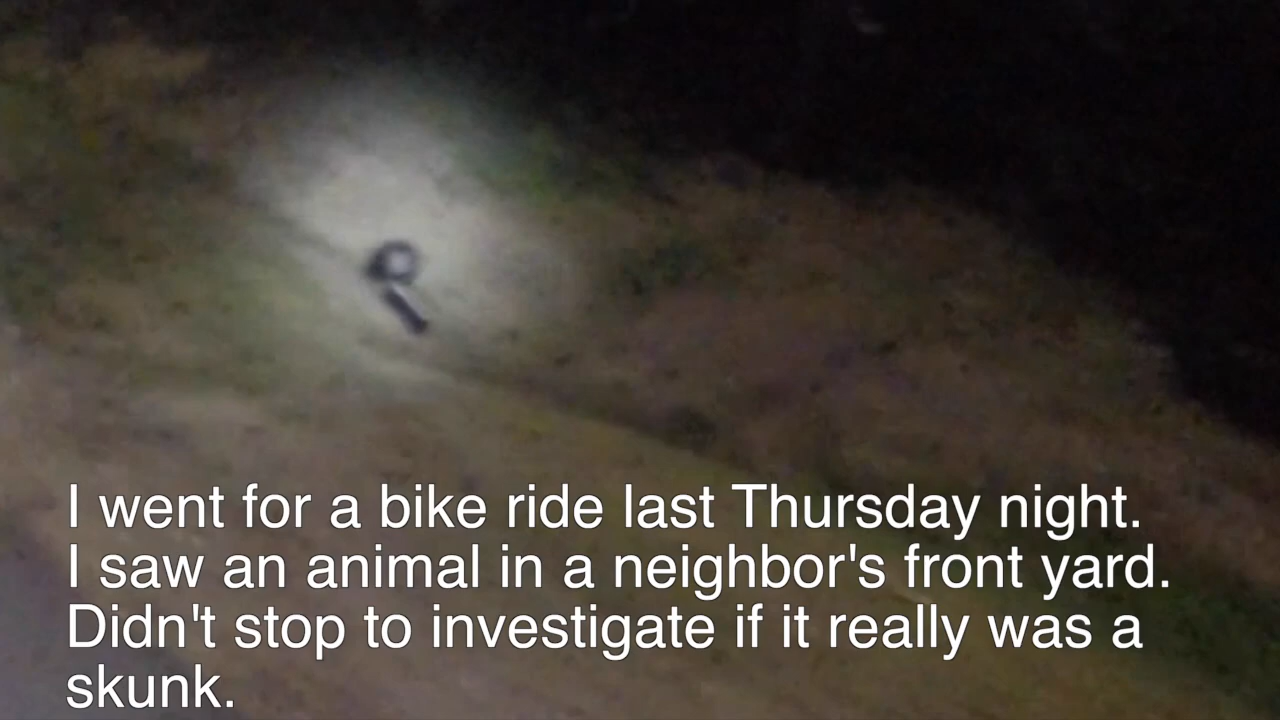 I went for a bike ride last Thursday night.
I saw an animal in a neighbor's front yard.
Didn't stop to investigate if it really was a
skunk.